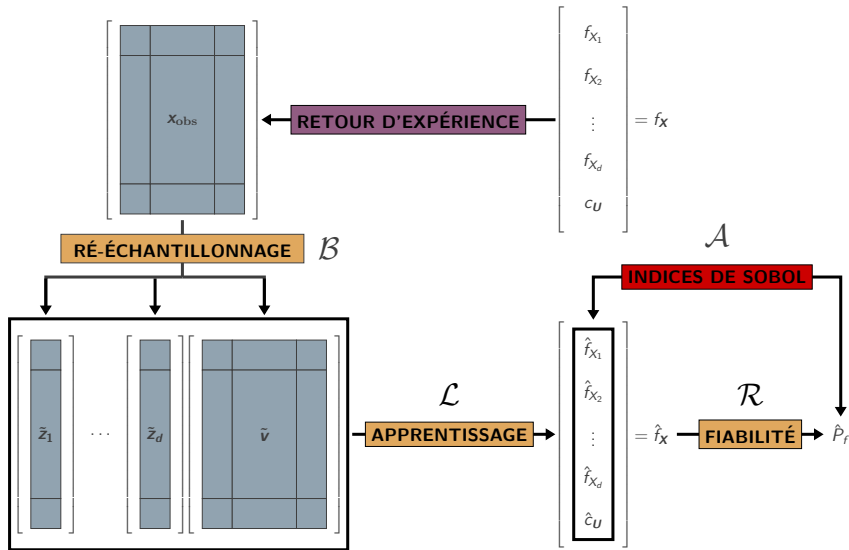 x_obs
RETOUR D'EXPÉRIENCE
f_{X_1}
f_{X_2}
⋮
f_{X_d}
c_U
= f_X
RÉ-ÉCHANTILLONNAGE
ℬ
𝒜
INDICES DE SOBOL
z̃_1
⋯
z̃_d
ṽ
ℒ
APPRENTISSAGE
f̂_{X_1}
f̂_{X_2}
⋮
f̂_{X_d}
ĉ_U
= f̂_X
ℛ
FIABILITÉ
P̂_f